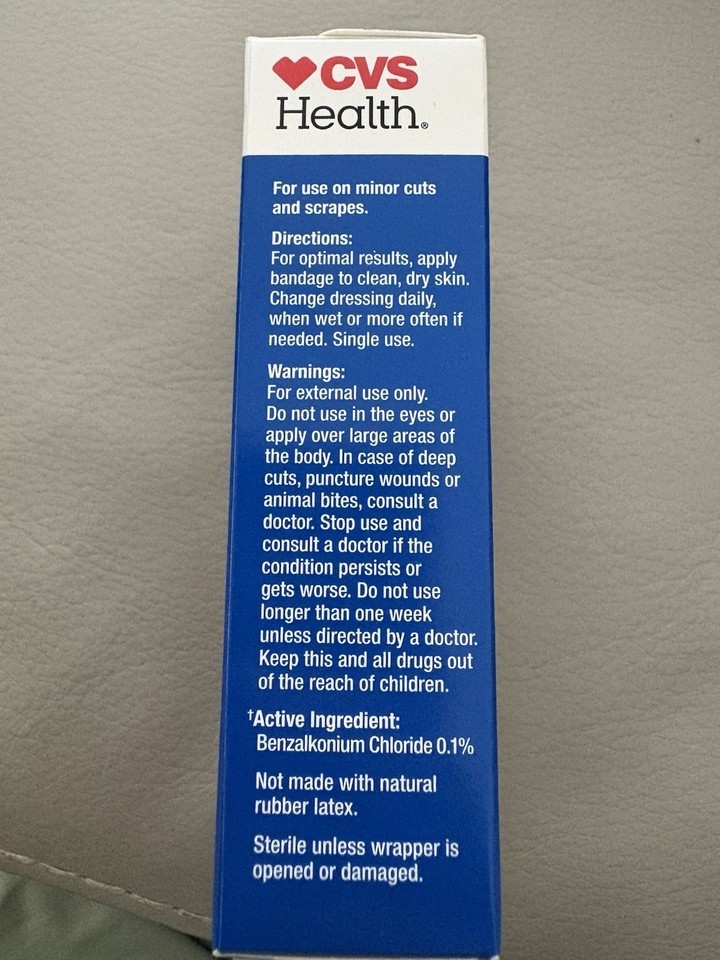 CVS
Health®
For use on minor cuts
and scrapes.
Directions:
For optimal results, apply
bandage to clean, dry skin.
Change dressing daily,
when wet or more often if
needed. Single use.
Warnings:
For external use only.
Do not use in the eyes or
apply over large areas of
the body. In case of deep
cuts, puncture wounds or
animal bites, consult a
doctor. Stop use and
consult a doctor if the
condition persists or
gets worse. Do not use
longer than one week
unless directed by a doctor.
Keep this and all drugs out
of the reach of children.
†Active Ingredient:
Benzalkonium Chloride 0.1%
Not made with natural
rubber latex.
Sterile unless wrapper is
opened or damaged.